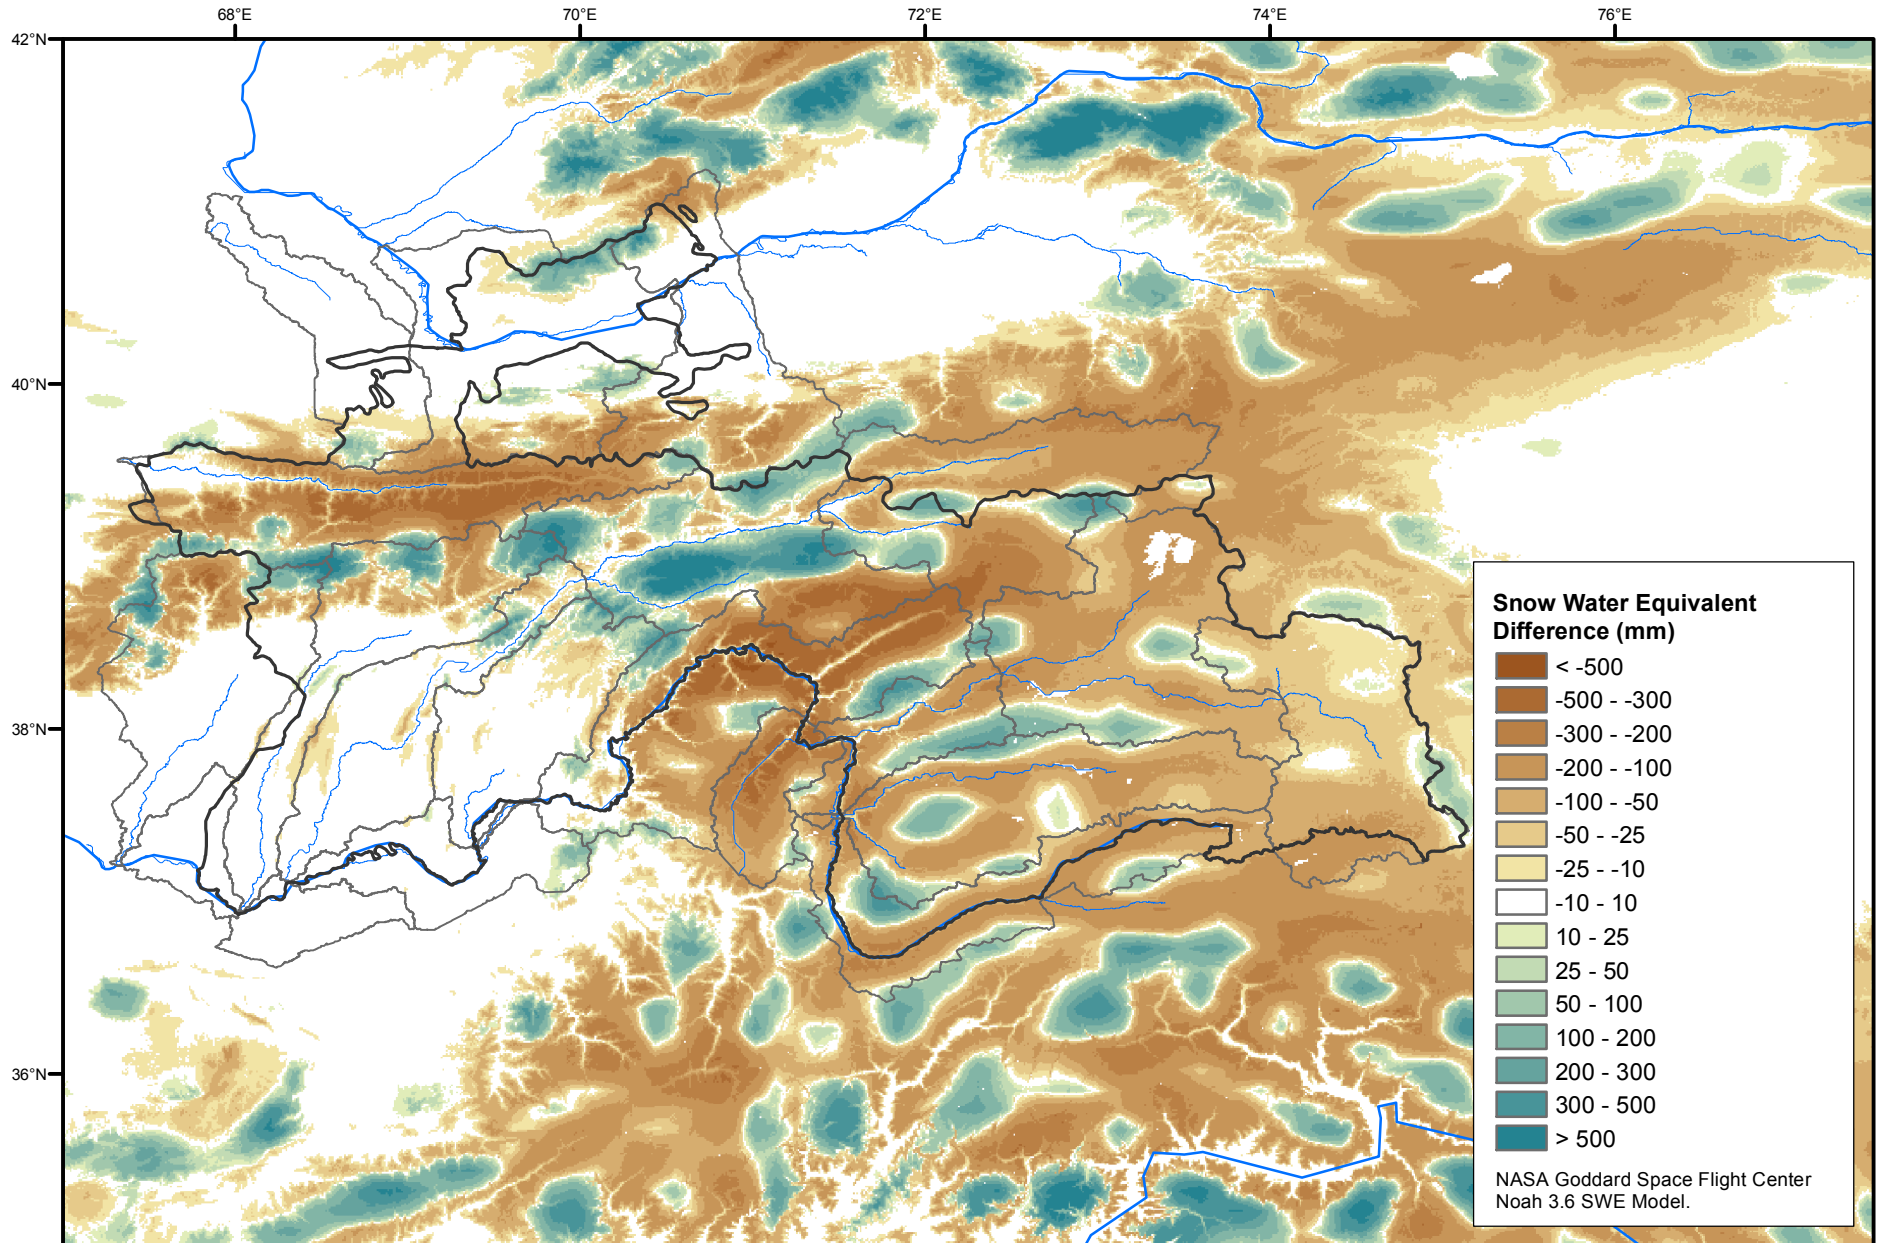 68°E 70°E 72°E 74°E 76°E
42°N
40°N
38°N
36°N
Snow Water Equivalent
Difference (mm)
< -500
-500 - -300
-300 - -200
-200 - -100
-100 - -50
-50 - -25
-25 - -10
-10 - 10
10 - 25
25 - 50
50 - 100
100 - 200
200 - 300
300 - 500
> 500
NASA Goddard Space Flight Center
Noah 3.6 SWE Model.